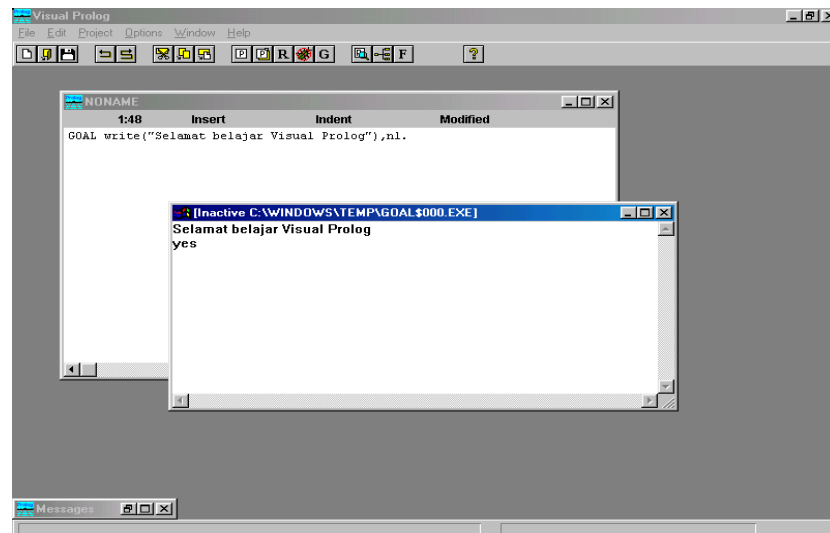 Visual Prolog
File Edit Project Options Window Help
P P R G F ?
NONAME
1:48 Insert Indent Modified
GOAL write("Selamat belajar Visual Prolog"),nl.
[Inactive C:\WINDOWS\TEMP\GOAL$000.EXE]
Selamat belajar Visual Prolog
yes
Messages